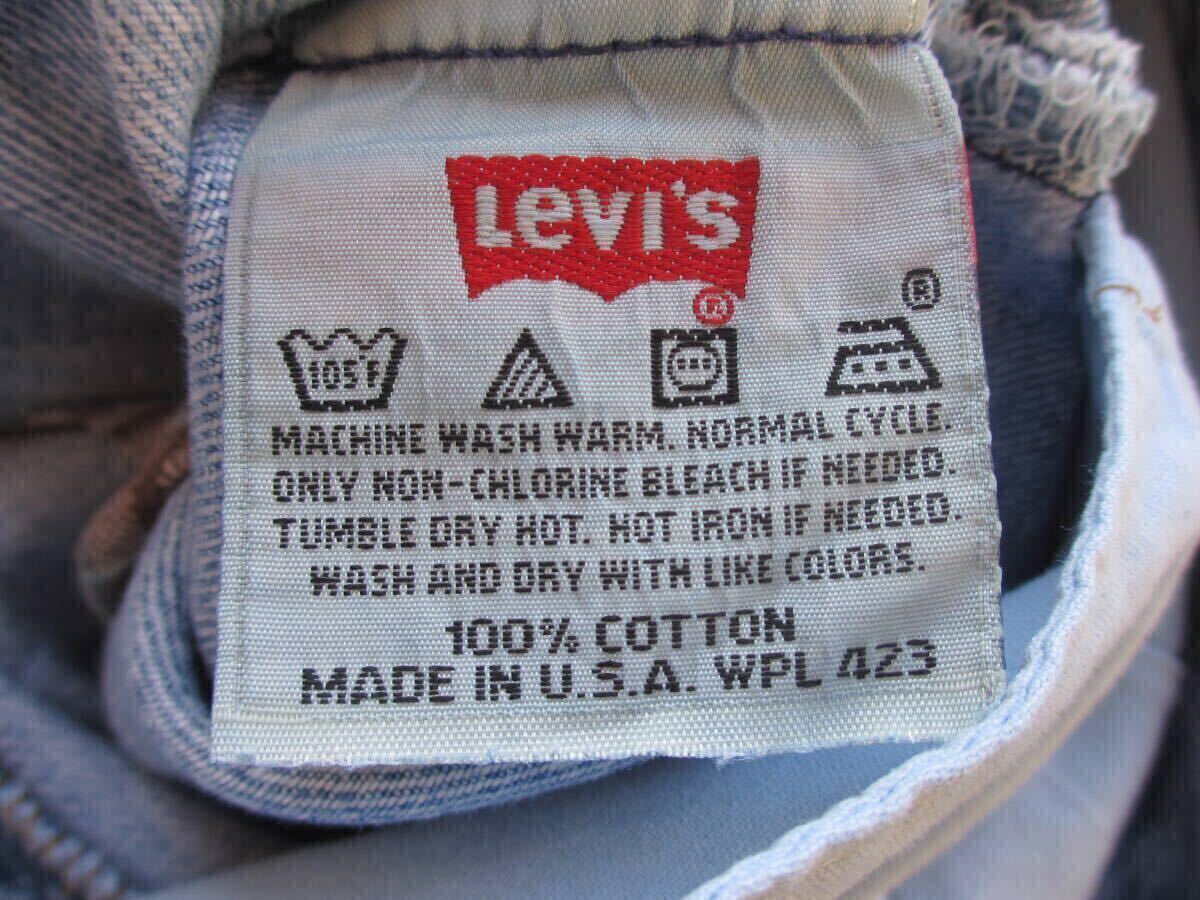 Levi's
®
®
105°F
MACHINE WASH WARM. NORMAL CYCLE.
ONLY NON-CHLORINE BLEACH IF NEEDED.
TUMBLE DRY HOT. HOT IRON IF NEEDED.
WASH AND DRY WITH LIKE COLORS.
100% COTTON
MADE IN U.S.A. WPL 423